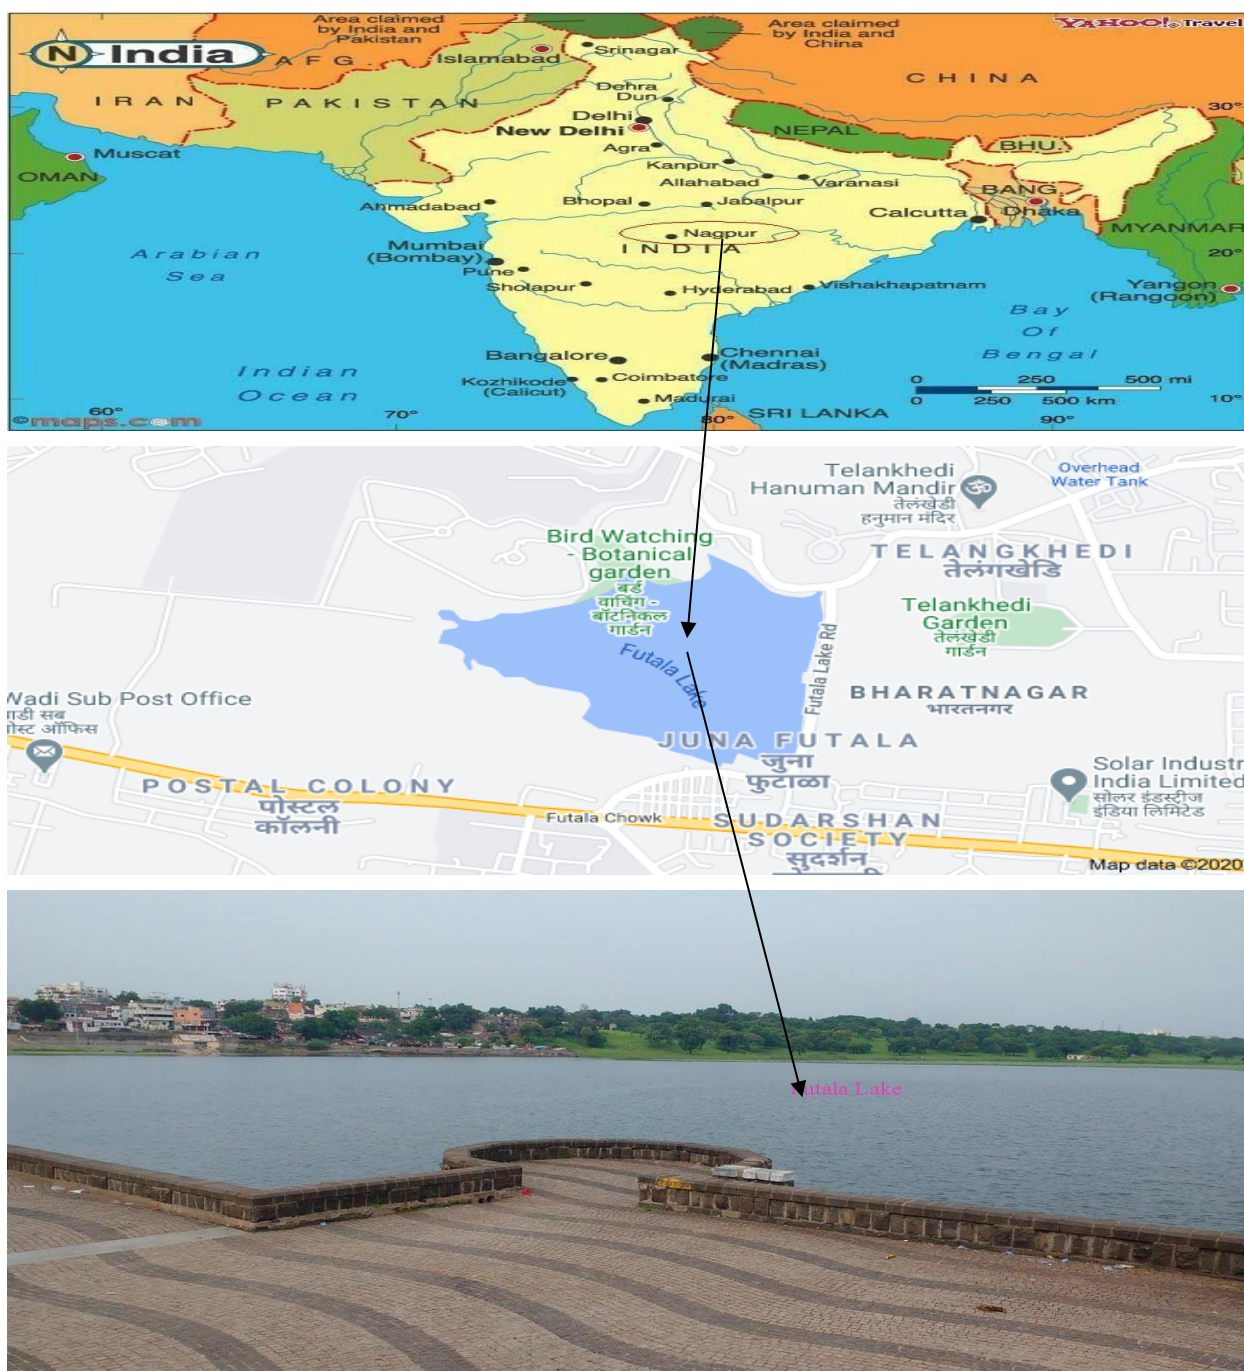 Area claimed
by India and
Pakistan
Area claimed
by India and
China
YAHOO! Travel
N India
AFG.
Islamabad
Srinagar
CHINA
IRAN
PAKISTAN
Dehra
Dun
30°
Delhi
New Delhi
NEPAL
BHU.
Muscat
Agra
Kanpur
OMAN
Allahabad
Varanasi
BANG.
Ahmadabad
Bhopal
Jabalpur
Calcutta
Dhaka
MYANMAR
Nagpur
INDIA
Arabian
Sea
Mumbai
(Bombay)
20°
Pune
Sholapur
Hyderabad
Vishakhapatnam
Yangon
(Rangoon)
Bay
Of
Bengal
Bangalore
Chennai
(Madras)
Indian
Ocean
Kozhikode
(Calicut)
Coimbatore
Madurai
0 250 500 mi
0 250 500 km
10°
SRI LANKA
60°
70°
80°
90°
©maps.com
Telankhedi
Hanuman Mandir
तेलंखेडी
हनुमान मंदिर
Overhead
Water Tank
Bird Watching
- Botanical
garden
बर्ड
वाचिंग -
बॉटनिकल
गार्डन
TELANGKHEDI
तेलंगखेडि
Telankhedi
Garden
तेलंखेडी
गार्डन
Futala Lake
Futala Lake Rd
Wadi Sub Post Office
BHARATNAGAR
भारतनगर
JUNA FUTALA
जुना
फुटाळा
Solar Industr
India Limited
सोलर इंडस्ट्रीज
इंडिया लिमिटेड
POSTAL COLONY
पोस्टल
कॉलनी
Futala Chowk
SUDARSHAN
SOCIETY
सुदर्शन
Map data ©2020
Futala Lake